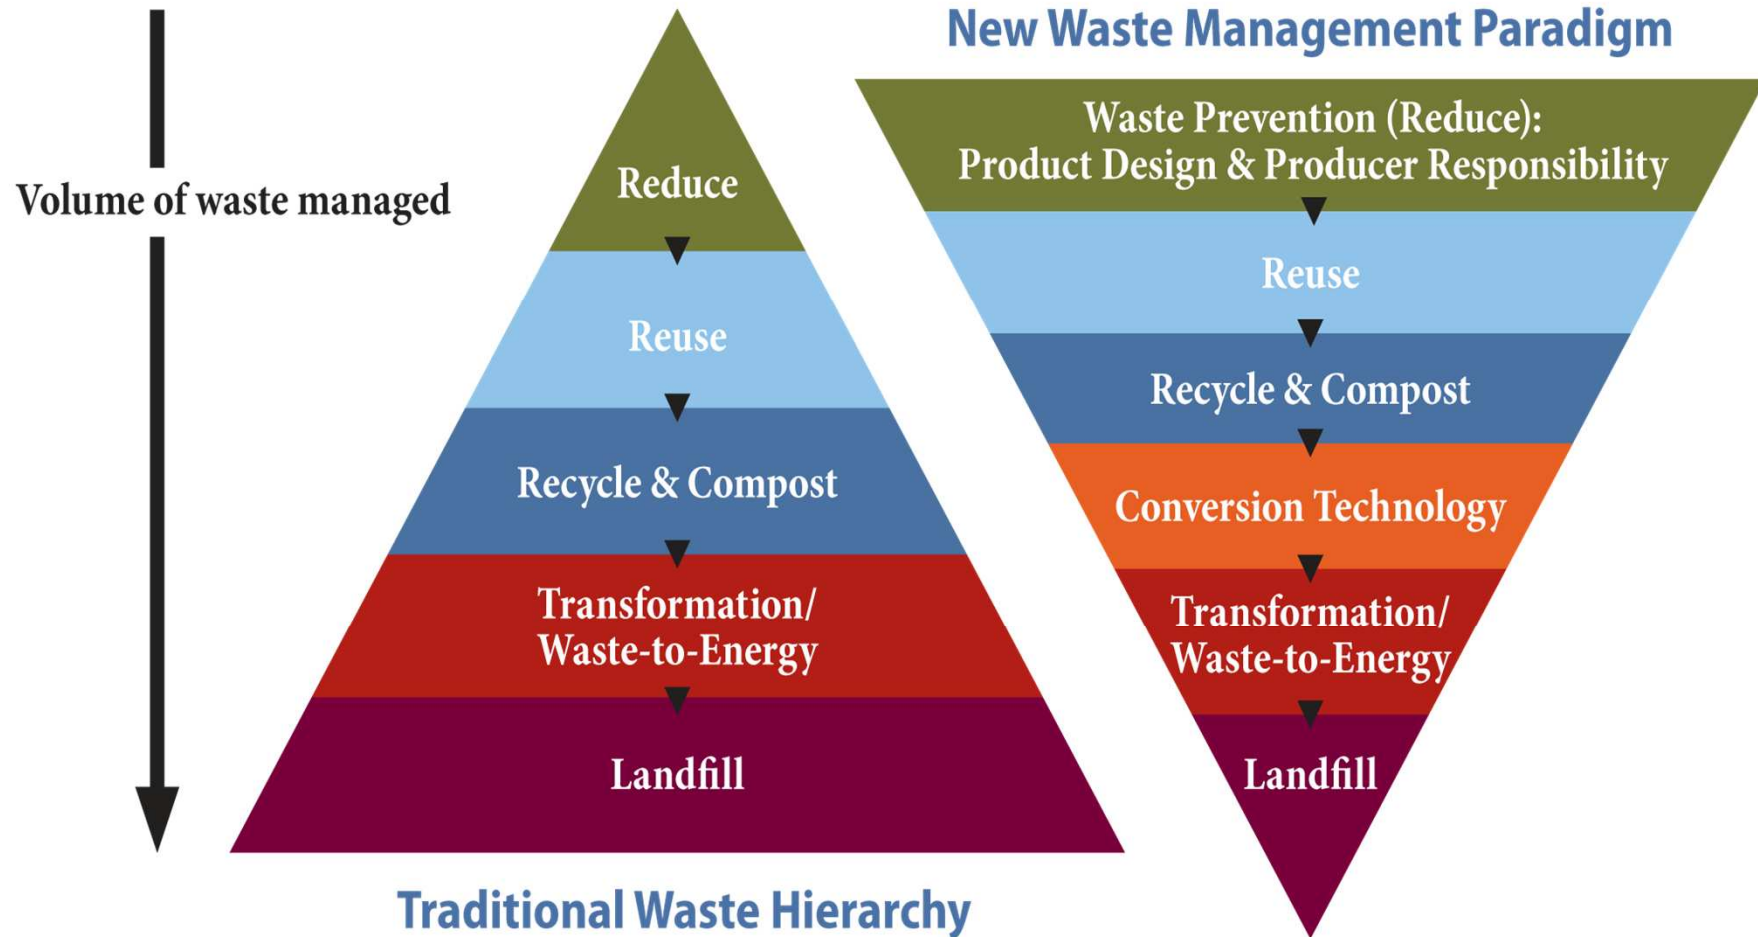 New Waste Management Paradigm
Volume of waste managed
Reduce
Reuse
Recycle & Compost
Transformation/
Waste-to-Energy
Landfill
Traditional Waste Hierarchy
Waste Prevention (Reduce):
Product Design & Producer Responsibility
Reuse
Recycle & Compost
Conversion Technology
Transformation/
Waste-to-Energy
Landfill